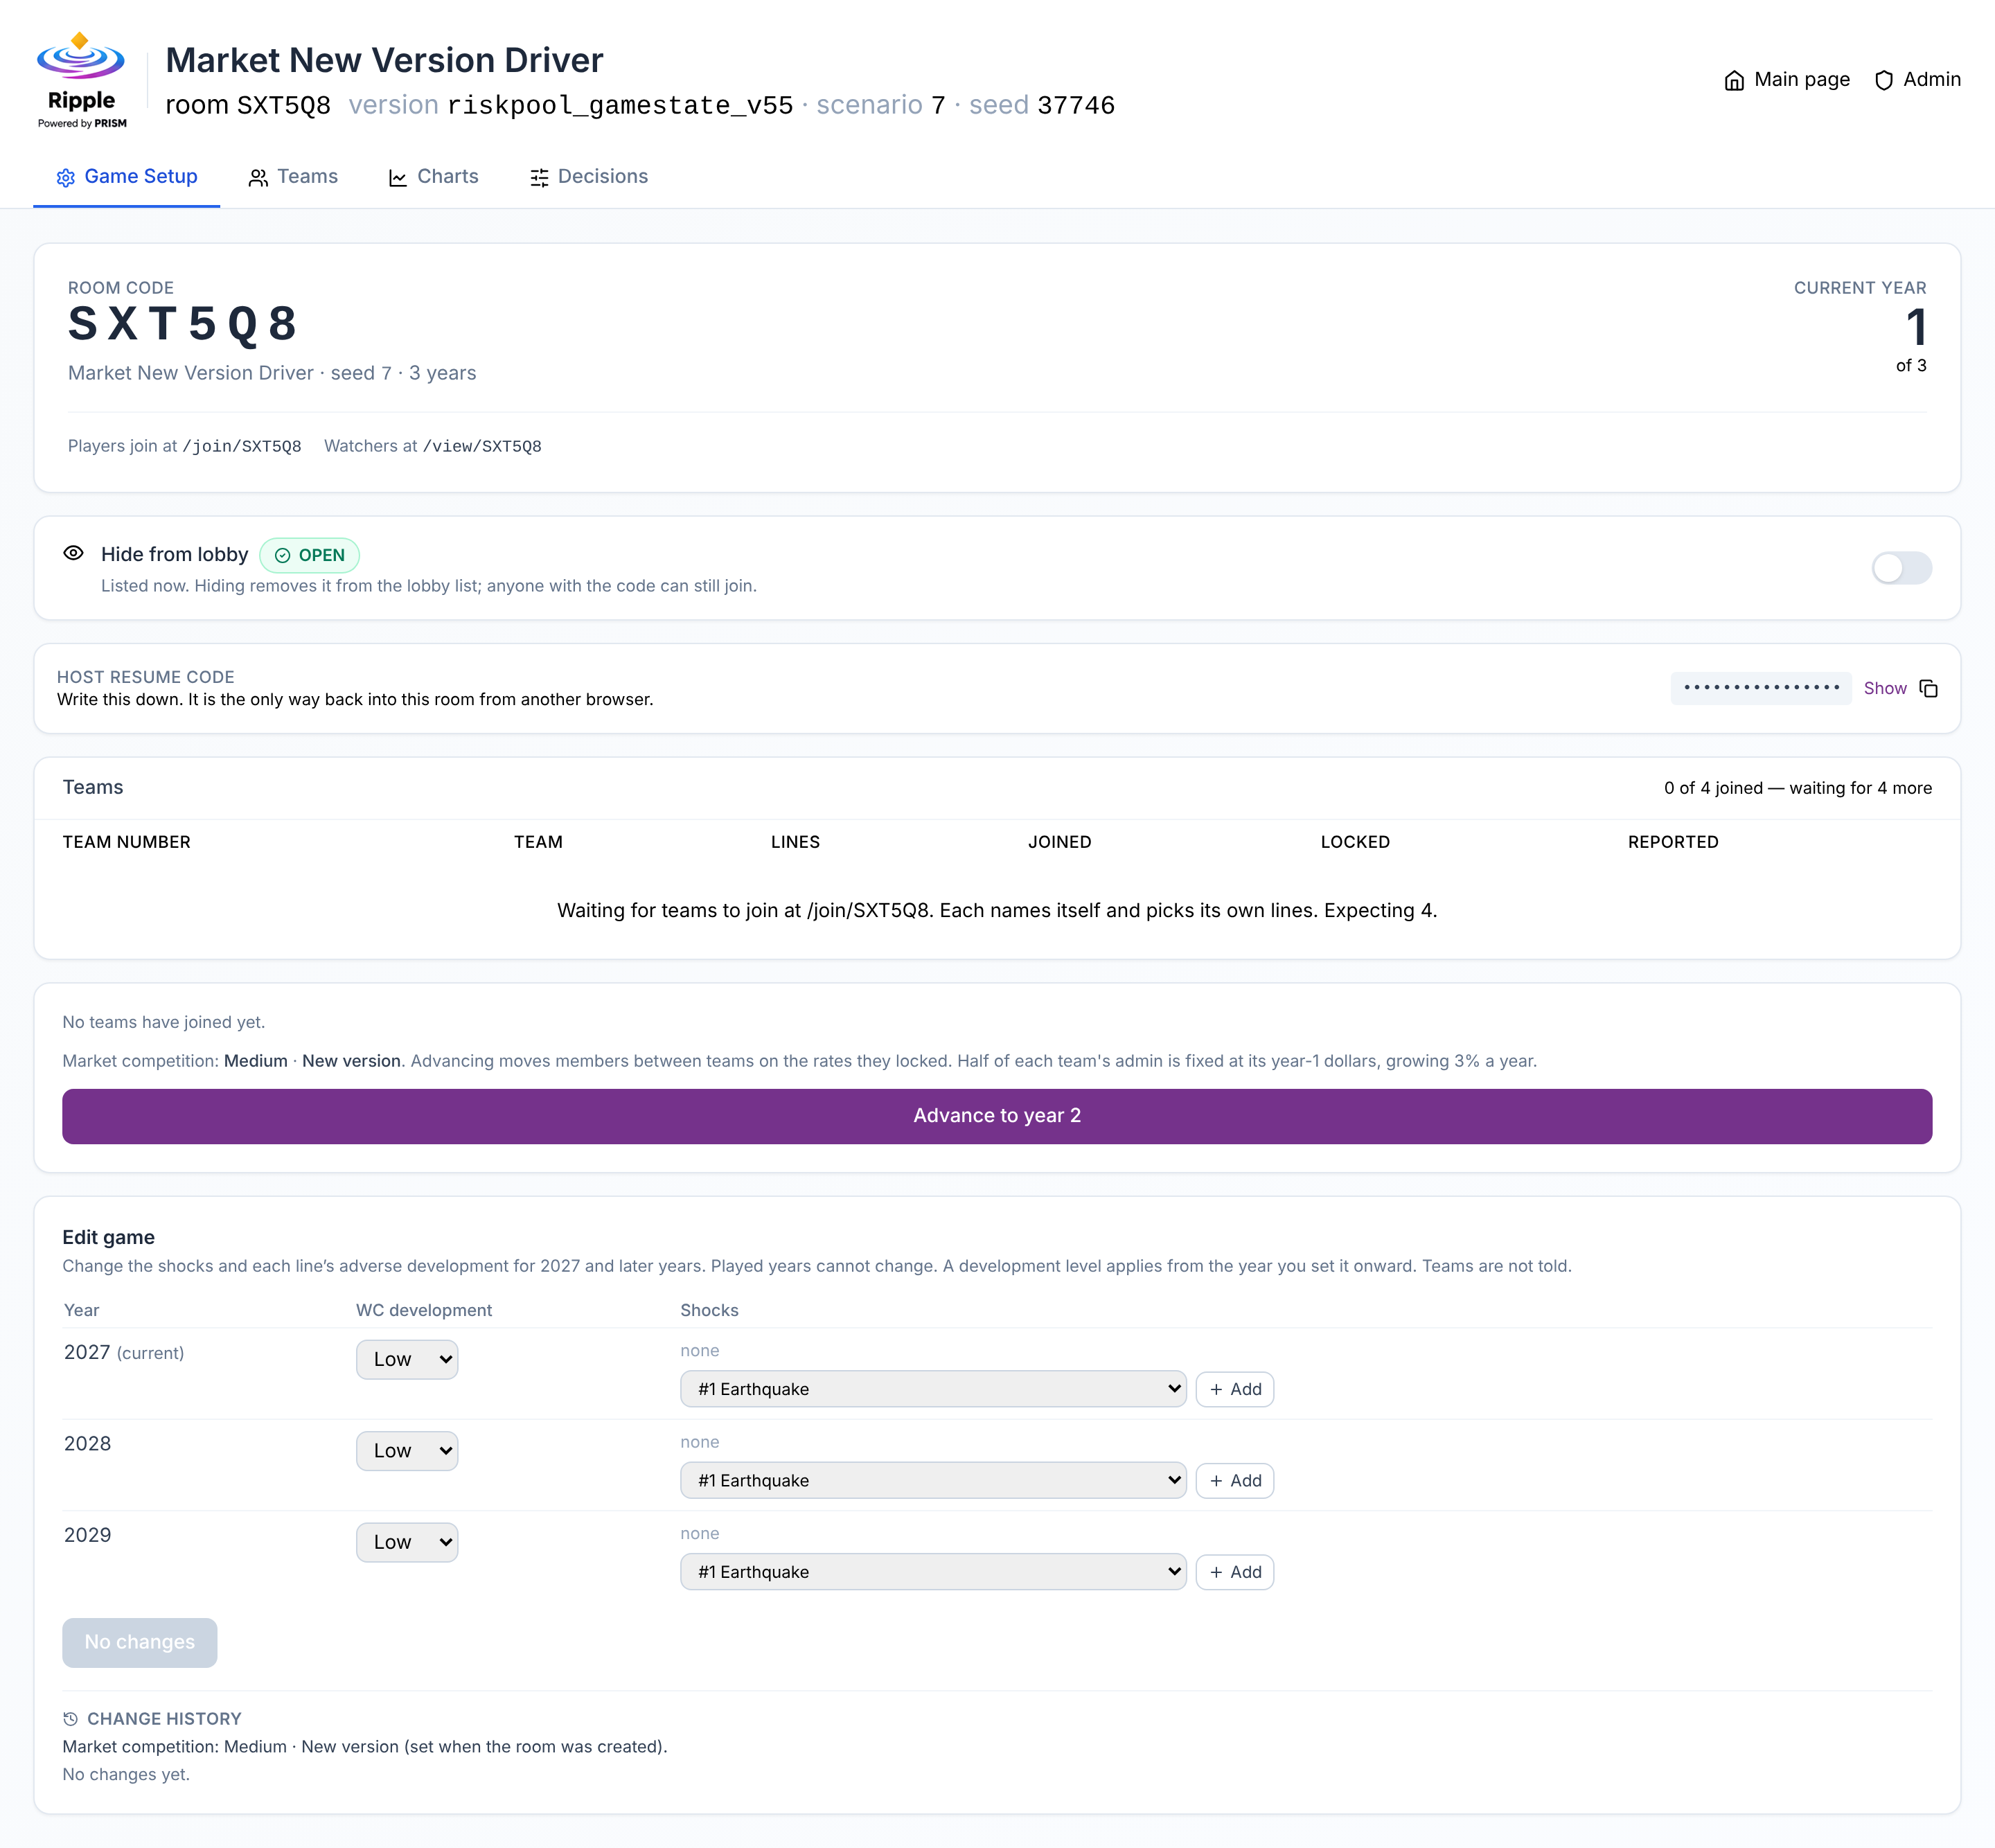 Ripple
Powered by PRISM
Market New Version Driver
room SXT5Q8 version riskpool_gamestate_v55 · scenario 7 · seed 37746
Main page
Admin
Game Setup
Teams
Charts
Decisions
ROOM CODE
SXT5Q8
Market New Version Driver · seed 7 · 3 years
CURRENT YEAR
1
of 3
Players join at /join/SXT5Q8 Watchers at /view/SXT5Q8
Hide from lobby OPEN
Listed now. Hiding removes it from the lobby list; anyone with the code can still join.
HOST RESUME CODE
Write this down. It is the only way back into this room from another browser.
•••••••••••••••• Show
Teams
0 of 4 joined — waiting for 4 more
TEAM NUMBER TEAM LINES JOINED LOCKED REPORTED
Waiting for teams to join at /join/SXT5Q8. Each names itself and picks its own lines. Expecting 4.
No teams have joined yet.
Market competition: Medium · New version. Advancing moves members between teams on the rates they locked. Half of each team's admin is fixed at its year-1 dollars, growing 3% a year.
Advance to year 2
Edit game
Change the shocks and each line’s adverse development for 2027 and later years. Played years cannot change. A development level applies from the year you set it onward. Teams are not told.
Year WC development Shocks
2027 (current) Low none
#1 Earthquake + Add
2028 Low none
#1 Earthquake + Add
2029 Low none
#1 Earthquake + Add
No changes
CHANGE HISTORY
Market competition: Medium · New version (set when the room was created).
No changes yet.